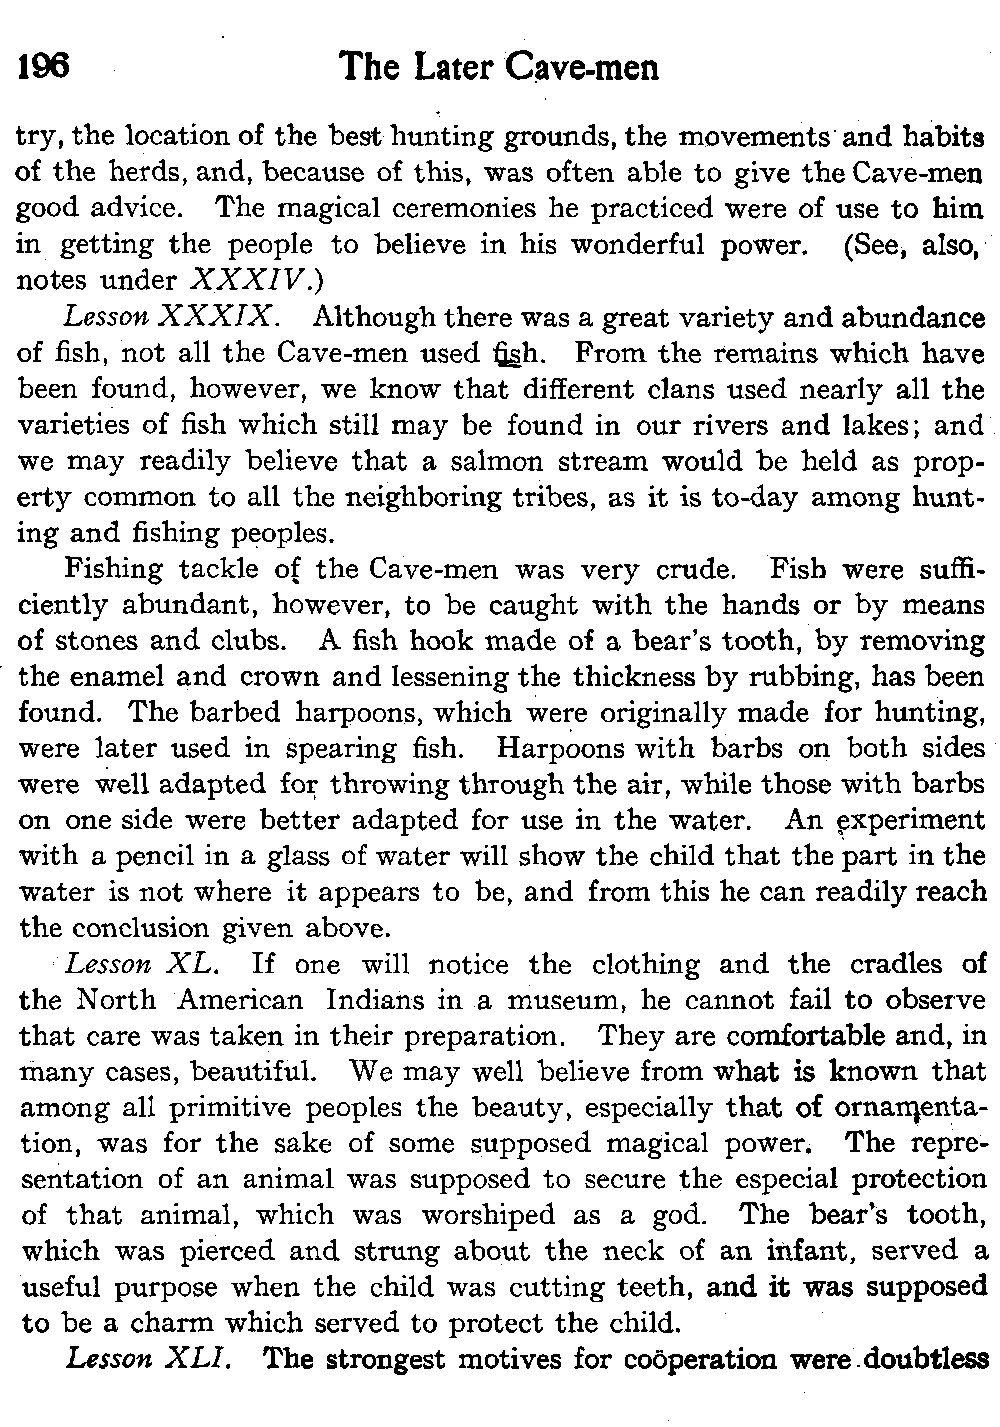 196 The Later Cave-men
try, the location of the best hunting grounds, the movements and habits
of the herds, and, because of this, was often able to give the Cave-men
good advice. The magical ceremonies he practiced were of use to him
in getting the people to believe in his wonderful power. (See, also,
notes under XXXIV.)
Lesson XXXIX. Although there was a great variety and abundance
of fish, not all the Cave-men used fish. From the remains which have
been found, however, we know that different clans used nearly all the
varieties of fish which still may be found in our rivers and lakes; and
we may readily believe that a salmon stream would be held as prop-
erty common to all the neighboring tribes, as it is to-day among hunt-
ing and fishing peoples.
Fishing tackle of the Cave-men was very crude. Fish were suffi-
ciently abundant, however, to be caught with the hands or by means
of stones and clubs. A fish hook made of a bear's tooth, by removing
the enamel and crown and lessening the thickness by rubbing, has been
found. The barbed harpoons, which were originally made for hunting,
were later used in spearing fish. Harpoons with barbs on both sides
were well adapted for throwing through the air, while those with barbs
on one side were better adapted for use in the water. An experiment
with a pencil in a glass of water will show the child that the part in the
water is not where it appears to be, and from this he can readily reach
the conclusion given above.
Lesson XL. If one will notice the clothing and the cradles of
the North American Indians in a museum, he cannot fail to observe
that care was taken in their preparation. They are comfortable and, in
many cases, beautiful. We may well believe from what is known that
among all primitive peoples the beauty, especially that of ornamenta-
tion, was for the sake of some supposed magical power. The repre-
sentation of an animal was supposed to secure the especial protection
of that animal, which was worshiped as a god. The bear's tooth,
which was pierced and strung about the neck of an infant, served a
useful purpose when the child was cutting teeth, and it was supposed
to be a charm which served to protect the child.
Lesson XLI. The strongest motives for coöperation were doubtless